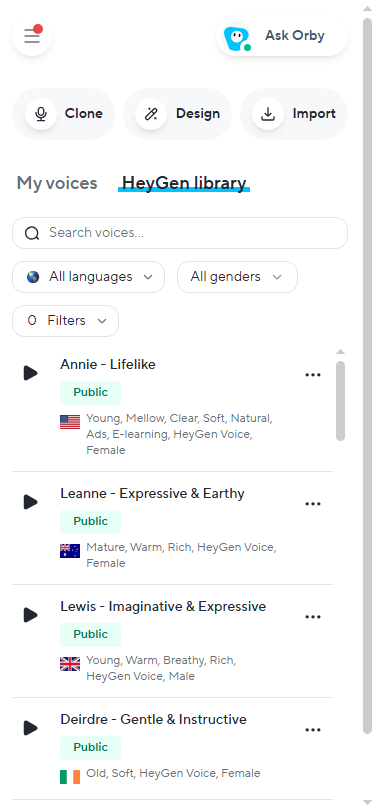 Ask Orby
Clone
Design
Import
My voices
HeyGen library
Search voices...
All languages
All genders
0 Filters
Annie - Lifelike
Public
Young, Mellow, Clear, Soft, Natural,
Ads, E-learning, HeyGen Voice,
Female
Leanne - Expressive & Earthy
Public
Mature, Warm, Rich, HeyGen Voice,
Female
Lewis - Imaginative & Expressive
Public
Young, Warm, Breathy, Rich,
HeyGen Voice, Male
Deirdre - Gentle & Instructive
Public
Old, Soft, HeyGen Voice, Female